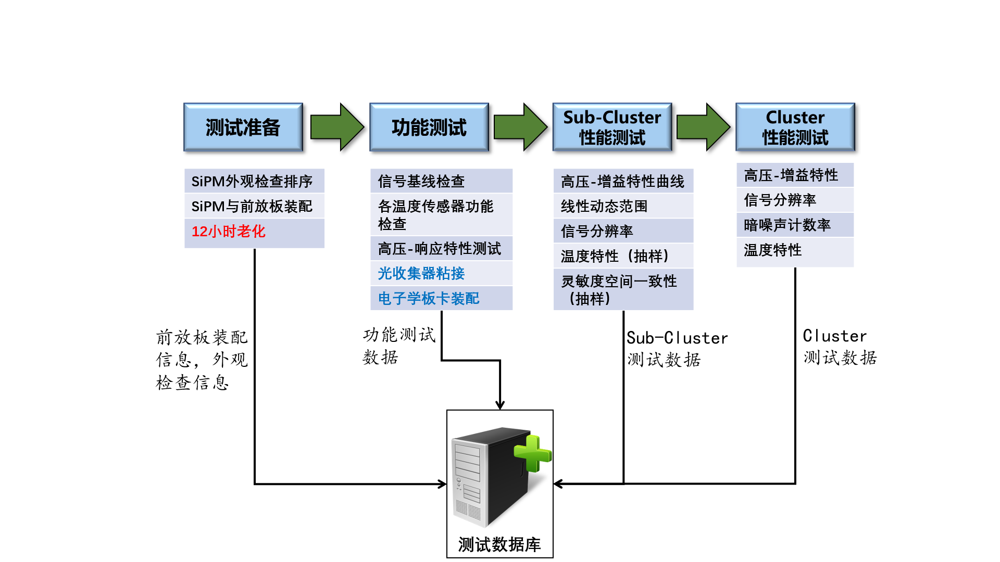 测试准备
功能测试
Sub-Cluster
性能测试
Cluster
性能测试
SiPM外观检查排序
SiPM与前放板装配
12小时老化
信号基线检查
各温度传感器功能
检查
高压-响应特性测试
光收集器粘接
电子学板卡装配
高压-增益特性曲线
线性动态范围
信号分辨率
温度特性（抽样）
灵敏度空间一致性
（抽样）
高压-增益特性
信号分辨率
暗噪声计数率
温度特性
前放板装配
信息，外观
检查信息
功能测试
数据
Sub-Cluster
测试数据
Cluster
测试数据
测试数据库